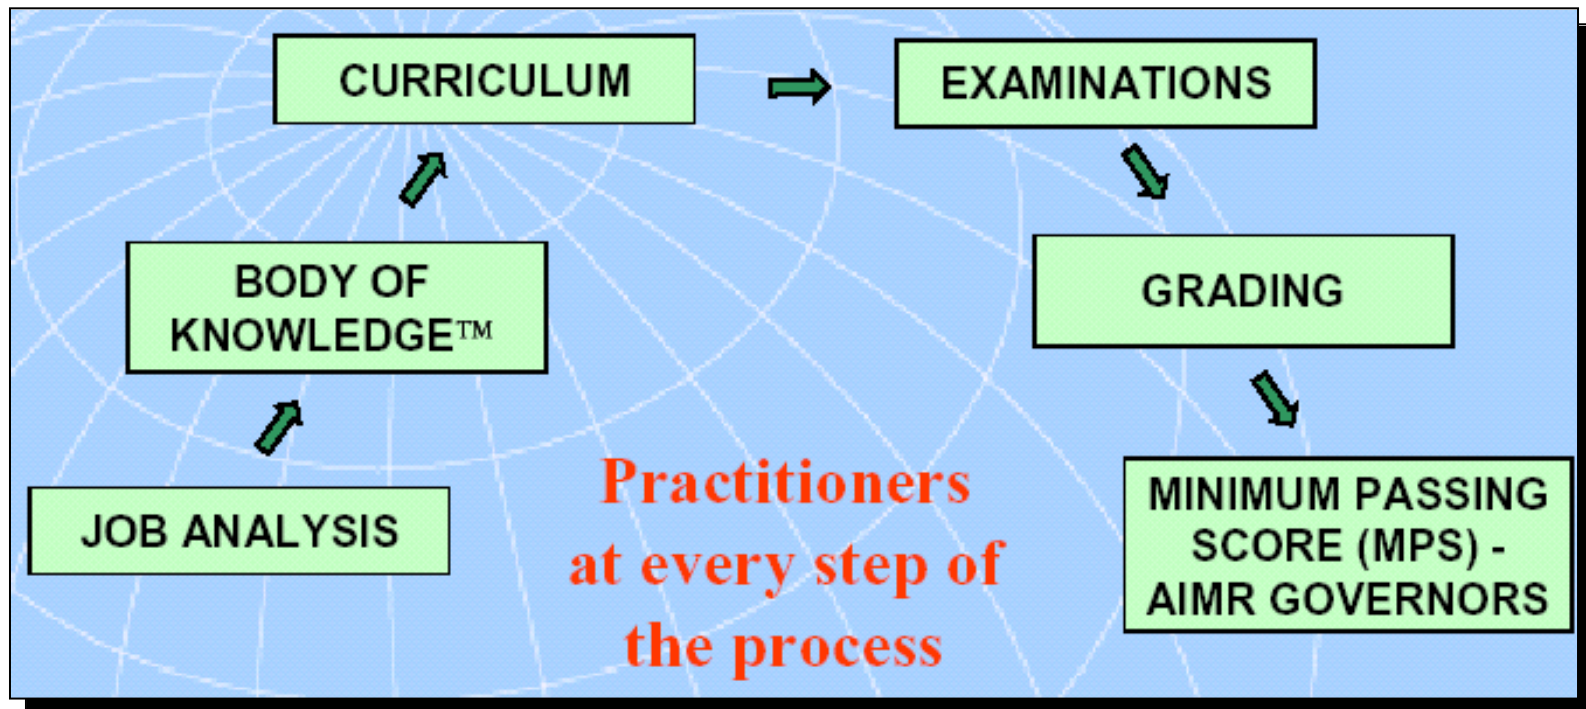 CURRICULUM
EXAMINATIONS
BODY OF
KNOWLEDGE™
GRADING
JOB ANALYSIS
Practitioners
at every step of
the process
MINIMUM PASSING
SCORE (MPS) -
AIMR GOVERNORS